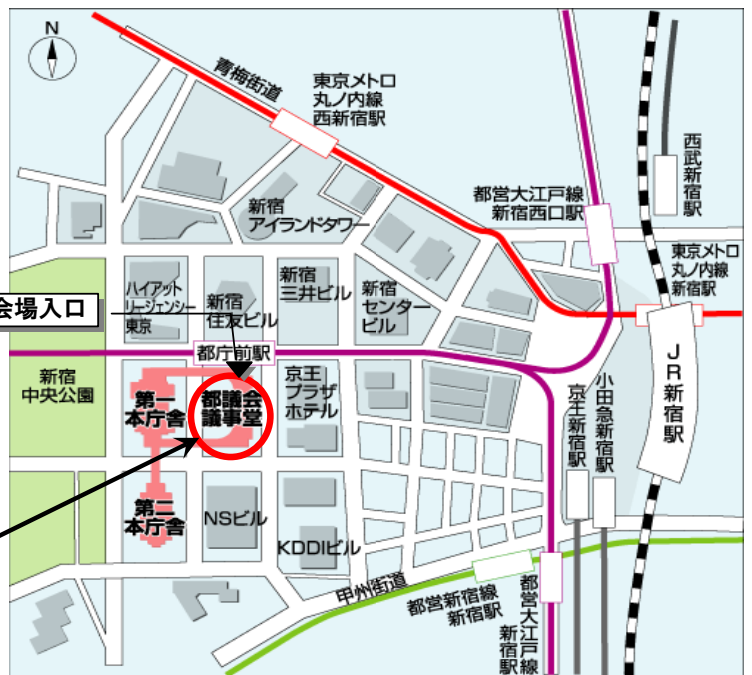 N
青梅街道
東京メトロ
丸ノ内線
西新宿駅
西武新宿駅
都営大江戸線
新宿西口駅
新宿
アイランドタワー
東京メトロ
丸ノ内線
新宿駅
ハイアット
リージェンシー
東京
新宿
住友ビル
新宿
三井ビル
新宿
センター
ビル
会場入口
都庁前駅
新宿
中央公園
第一
本庁舎
都議会
議事堂
京王
プラザ
ホテル
京王新宿駅
小田急新宿駅
JR新宿駅
第二
本庁舎
NSビル
KDDIビル
甲州街道
都営新宿線
新宿駅
都営大江戸線
新宿駅